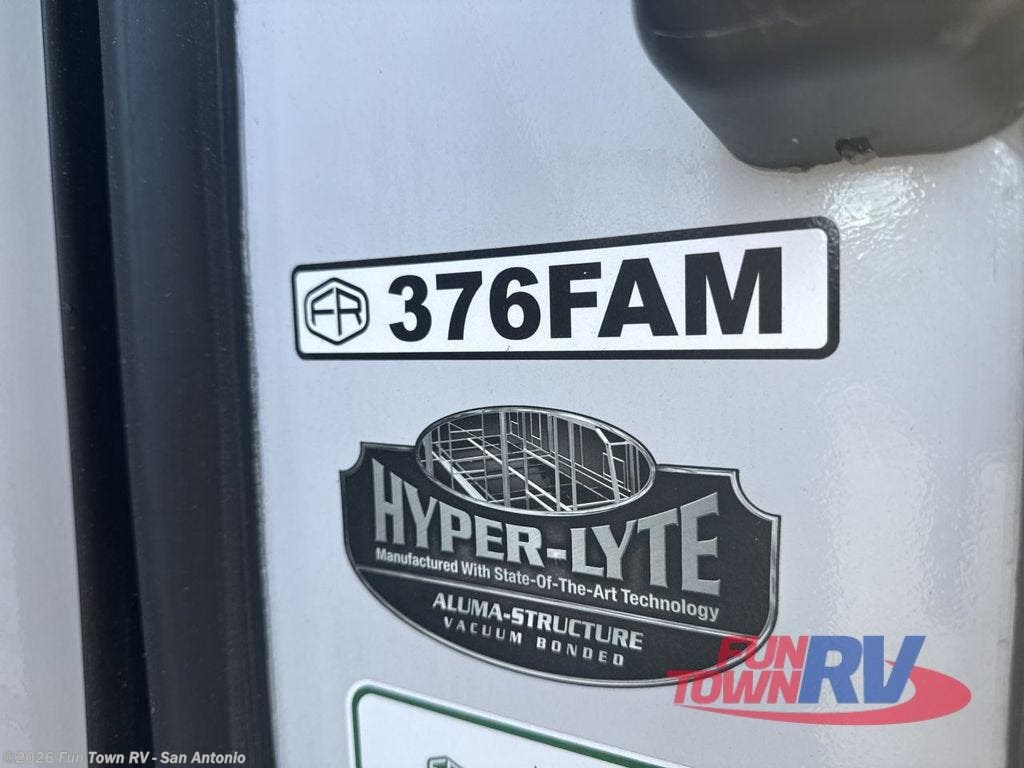 FR 376FAM
HYPER-LYTE
Manufactured With State-Of-The-Art Technology
ALUMA-STRUCTURE
VACUUM BONDED
FUN
TOWN RV
©2026 Fun Town RV - San Antonio